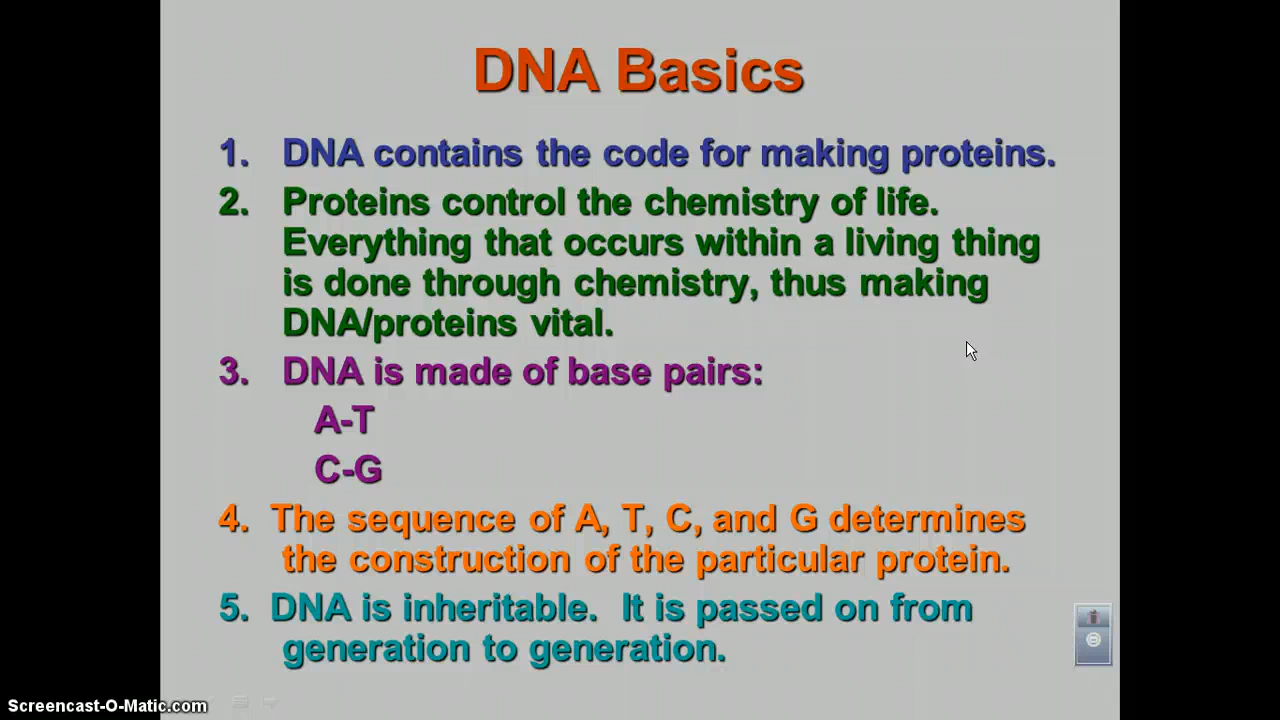 DNA Basics
1. DNA contains the code for making proteins.
2. Proteins control the chemistry of life.
Everything that occurs within a living thing
is done through chemistry, thus making
DNA/proteins vital.
3. DNA is made of base pairs:
A-T
C-G
4. The sequence of A, T, C, and G determines
the construction of the particular protein.
5. DNA is inheritable. It is passed on from
generation to generation.
Screencast-O-Matic.com